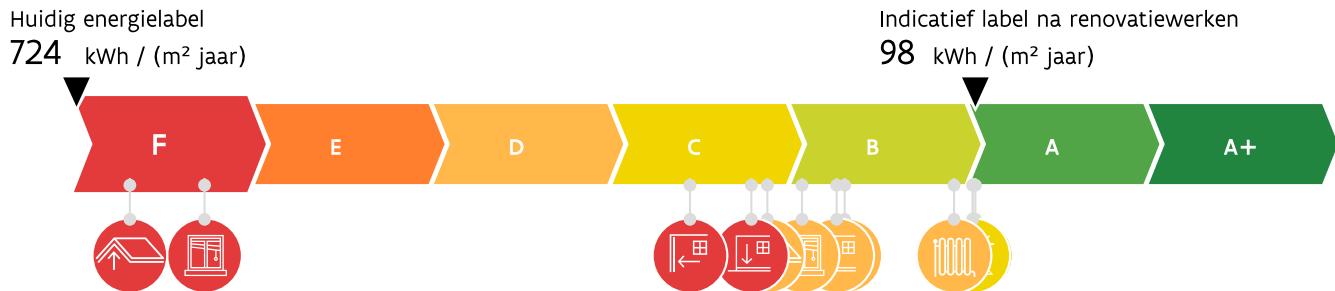 Huidig energielabel
724 kWh / (m² jaar)
Indicatief label na renovatiewerken
98 kWh / (m² jaar)
F E D C B A A+